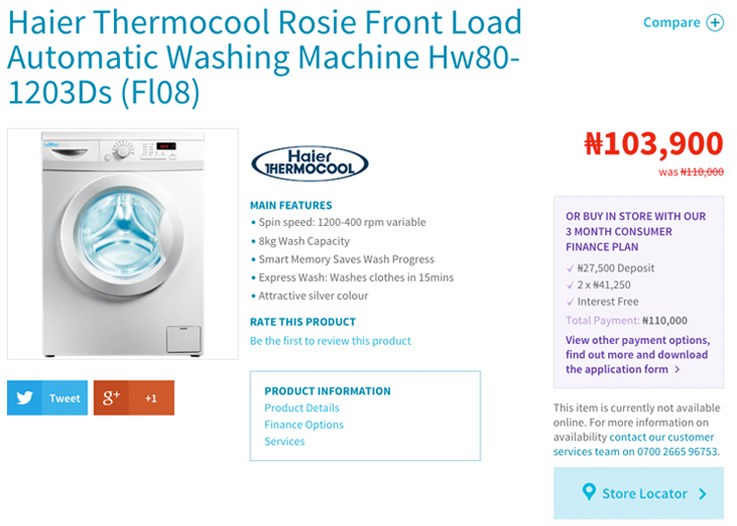 Haier Thermocool Rosie Front Load
Automatic Washing Machine Hw80-
1203Ds (Fl08)
Compare
₦103,900
was ₦110,000
Haier
THERMOCOOL
MAIN FEATURES
• Spin speed: 1200-400 rpm variable
• 8kg Wash Capacity
• Smart Memory Saves Wash Progress
• Express Wash: Washes clothes in 15mins
• Attractive silver colour
RATE THIS PRODUCT
Be the first to review this product
PRODUCT INFORMATION
Product Details
Finance Options
Services
Tweet
g+ +1
OR BUY IN STORE WITH OUR
3 MONTH CONSUMER
FINANCE PLAN
✓ ₦27,500 Deposit
✓ 2 x ₦41,250
✓ Interest Free
Total Payment: ₦110,000
View other payment options,
find out more and download
the application form >
This item is currently not available
online. For more information on
availability contact our customer
services team on 0700 2665 96753.
Store Locator >